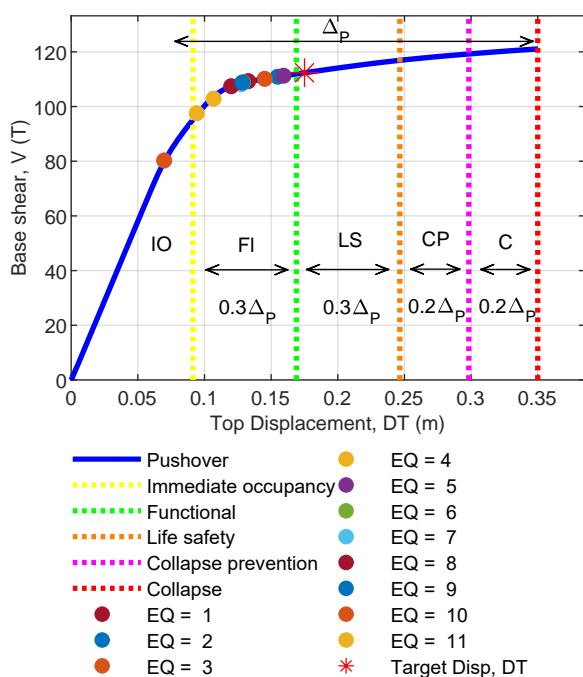 Δ_P
120
100
80
60
40
20
0
Base shear, V (T)
IO FI LS CP C
0.3Δ_P 0.3Δ_P 0.2Δ_P 0.2Δ_P
0 0.05 0.1 0.15 0.2 0.25 0.3 0.35
Top Displacement, DT (m)
Pushover
Immediate occupancy
Functional
Life safety
Collapse prevention
Collapse
EQ = 1
EQ = 2
EQ = 3
EQ = 4
EQ = 5
EQ = 6
EQ = 7
EQ = 8
EQ = 9
EQ = 10
EQ = 11
Target Disp, DT